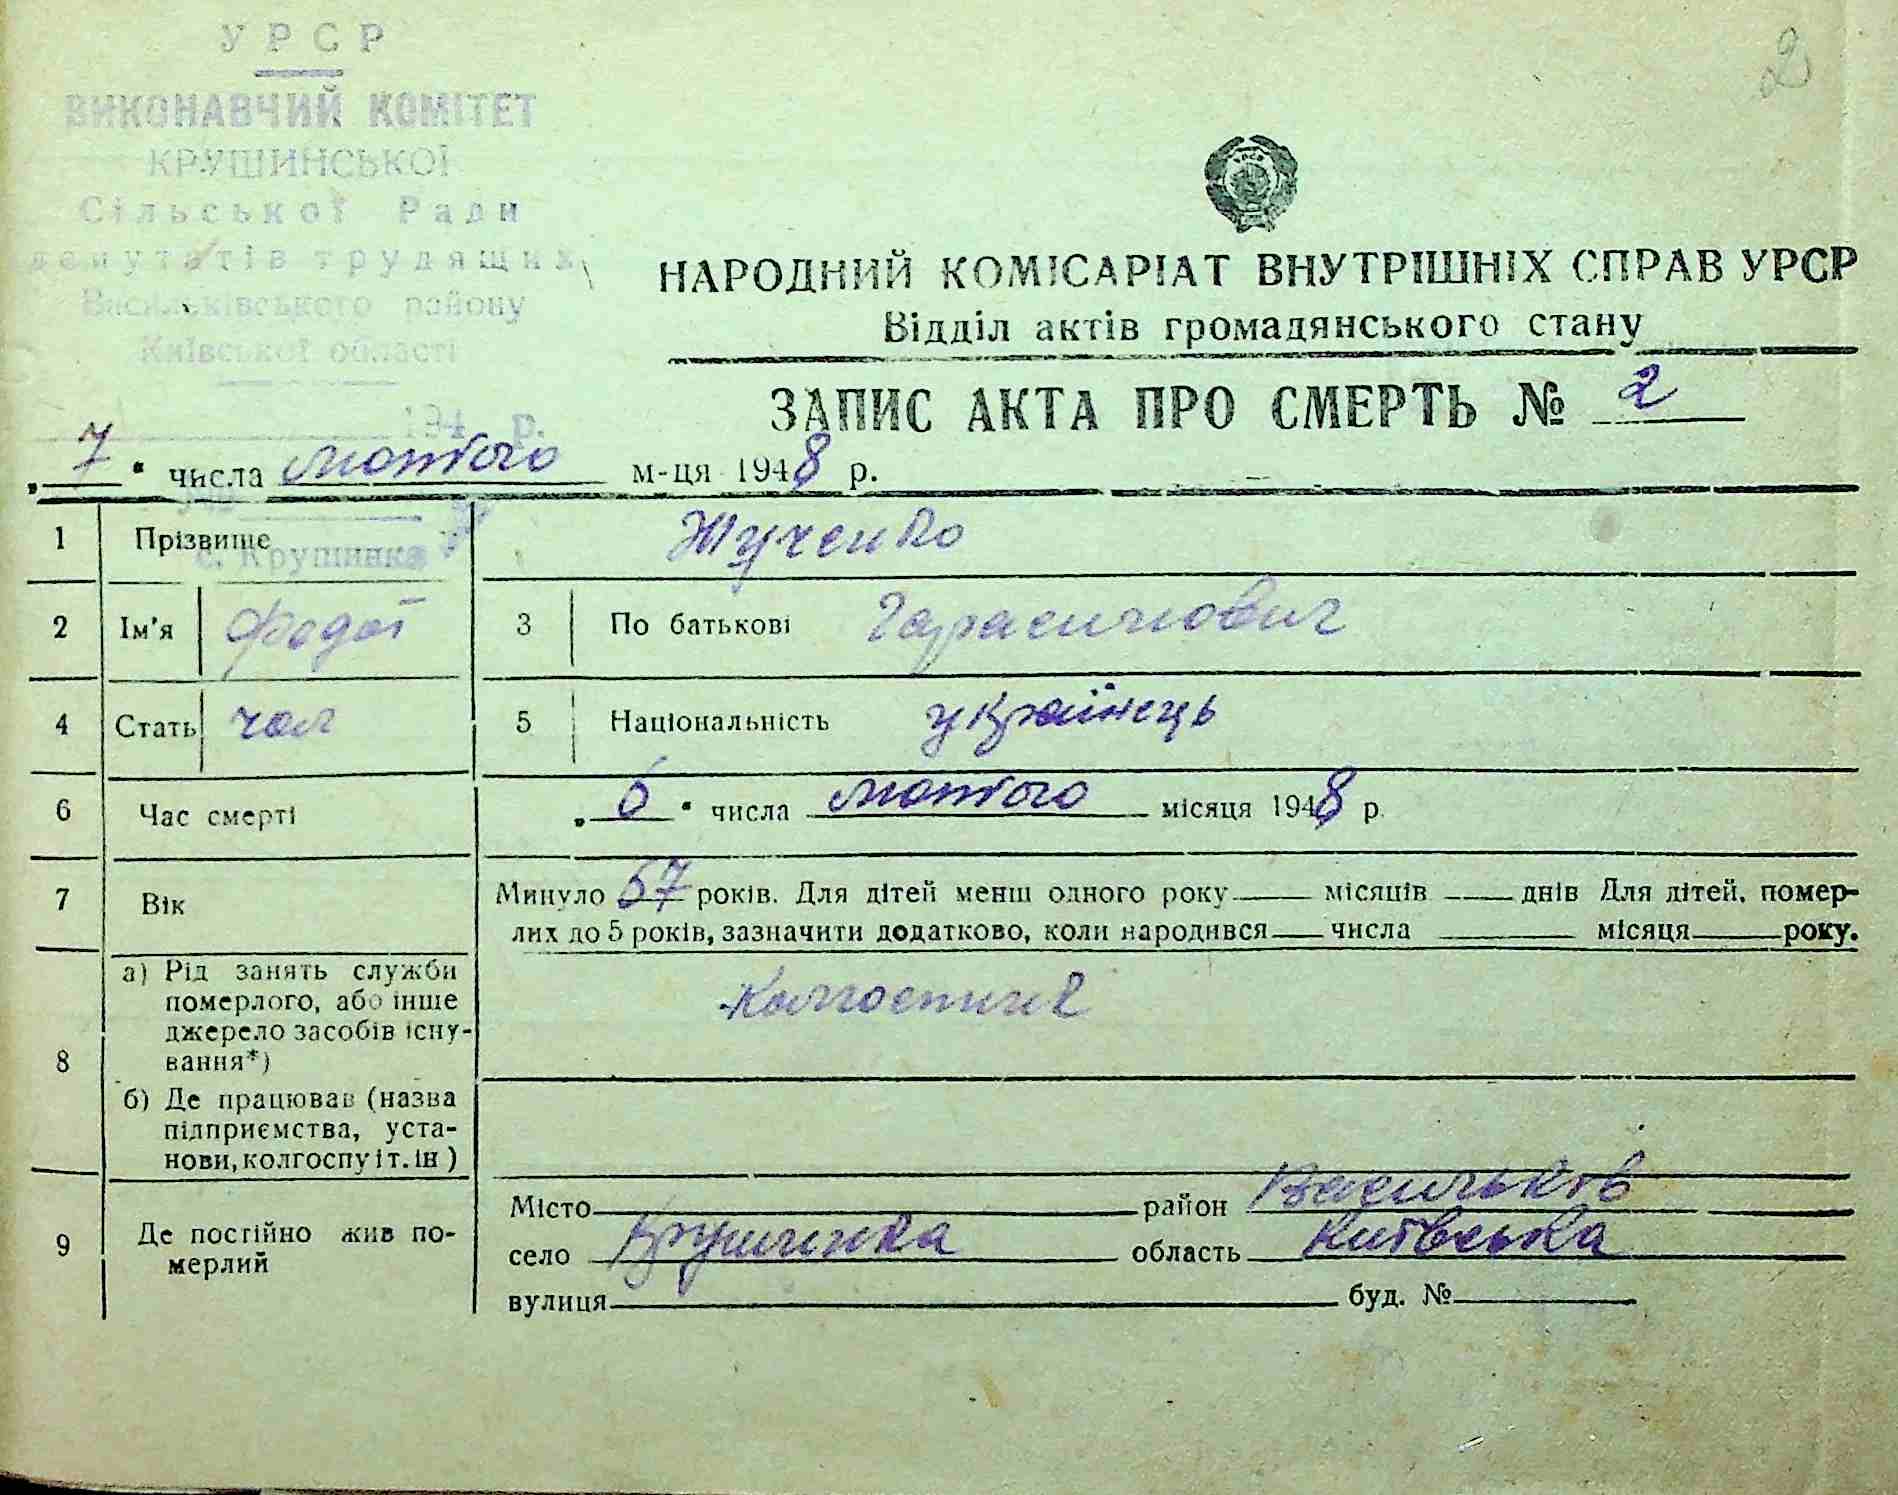 2
УРСР
ВИКОНАВЧИЙ КОМІТЕТ
КРУШИНСЬКОЇ
Сільської Ради
депутатів трудящих
Васильківського району
Київської області
194 р.
с. Крушинка
НАРОДНИЙ КОМІСАРІАТ ВНУТРІШНІХ СПРАВ УРСР
Відділ актів громадянського стану
ЗАПИС АКТА ПРО СМЕРТЬ № 2
„7" числа лютого м-ця 1948 р.
1 Прізвище Жученко
2 Ім'я Федот 3 По батькові Гарасимович
4 Стать чол 5 Національність українець
6 Час смерті „6" числа лютого місяця 1948 р.
7 Вік Минуло 57 років. Для дітей менш одного року місяців днів Для дітей, помер-
лих до 5 років, зазначити додатково, коли народився числа місяця року.
8 а) Рід занять служби
померлого, або інше
джерело засобів існу-
вання*)
колгоспник
б) Де працював (назва
підприємства, уста-
нови, колгоспу і т. ін)
9 Де постійно жив по-
мерлий
Місто район Васильків
село Крушинка область Київська
вулиця буд. №